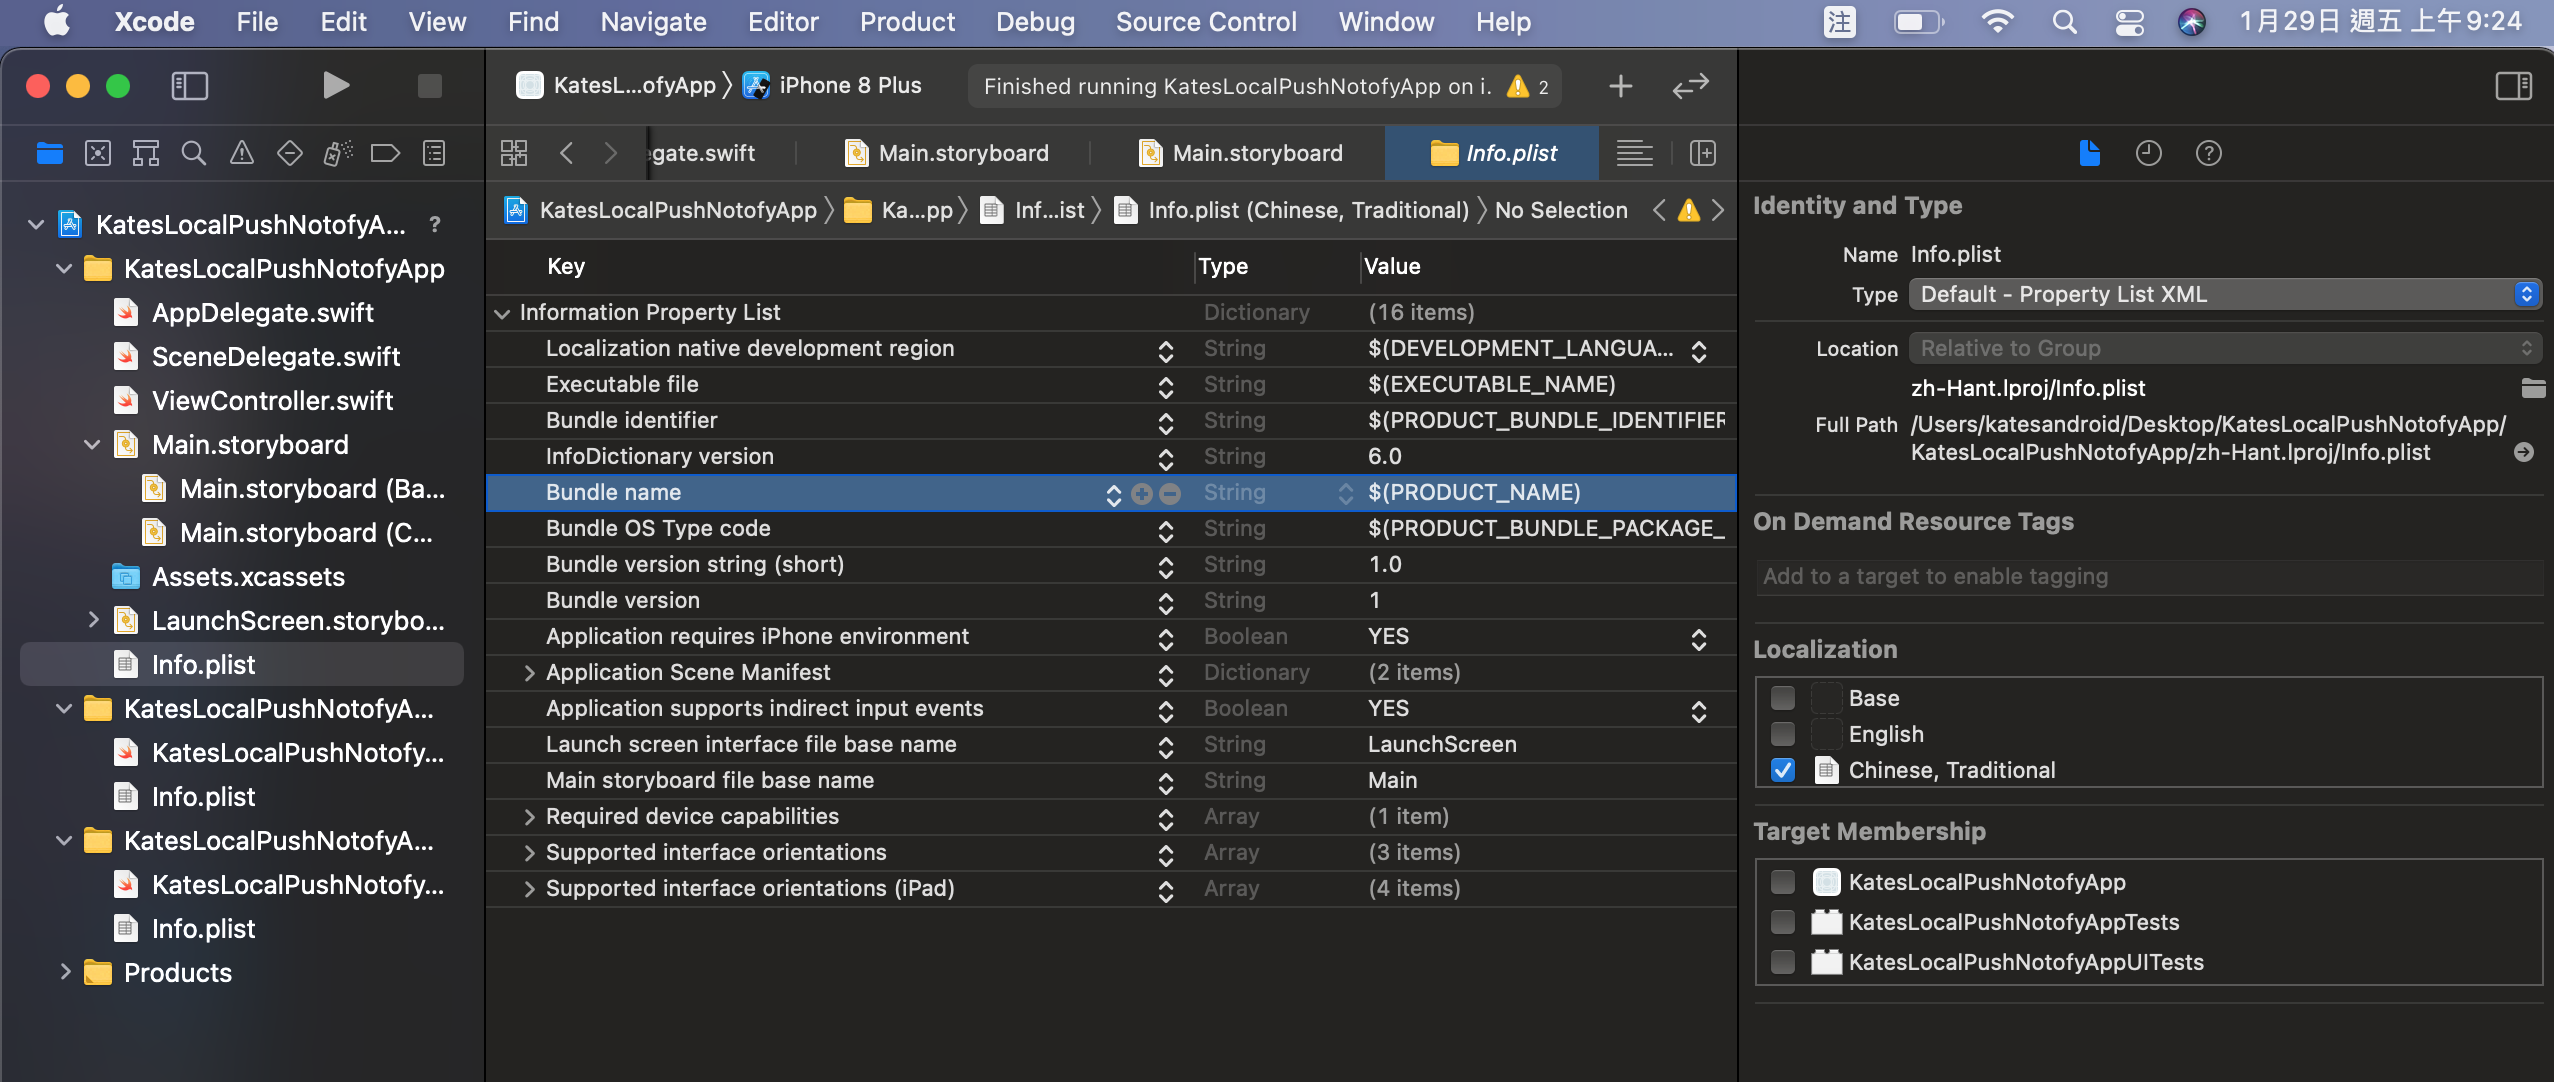 Xcode File Edit View Find Navigate Editor Product Debug Source Control Window Help 注 1月29日 週五 上午9:24
KatesL...ofyApp 〉 iPhone 8 Plus
Finished running KatesLocalPushNotofyApp on i. 2
gate.swift
Main.storyboard
Main.storyboard
Info.plist
KatesLocalPushNotofyApp 〉 Ka...pp 〉 Inf...ist 〉 Info.plist (Chinese, Traditional) 〉 No Selection
KatesLocalPushNotofyA... ?
KatesLocalPushNotofyApp
AppDelegate.swift
SceneDelegate.swift
ViewController.swift
Main.storyboard
Main.storyboard (Ba...
Main.storyboard (C...
Assets.xcassets
LaunchScreen.storybo...
Info.plist
KatesLocalPushNotofyA...
KatesLocalPushNotofy...
Info.plist
KatesLocalPushNotofyA...
KatesLocalPushNotofy...
Info.plist
Products
Key Type Value
Information Property List Dictionary (16 items)
Localization native development region String $(DEVELOPMENT_LANGUA...
Executable file String $(EXECUTABLE_NAME)
Bundle identifier String $(PRODUCT_BUNDLE_IDENTIFIER
InfoDictionary version String 6.0
Bundle name String $(PRODUCT_NAME)
Bundle OS Type code String $(PRODUCT_BUNDLE_PACKAGE_
Bundle version string (short) String 1.0
Bundle version String 1
Application requires iPhone environment Boolean YES
Application Scene Manifest Dictionary (2 items)
Application supports indirect input events Boolean YES
Launch screen interface file base name String LaunchScreen
Main storyboard file base name String Main
Required device capabilities Array (1 item)
Supported interface orientations Array (3 items)
Supported interface orientations (iPad) Array (4 items)
Identity and Type
Name Info.plist
Type Default - Property List XML
Location Relative to Group
zh-Hant.lproj/Info.plist
Full Path /Users/katesandroid/Desktop/KatesLocalPushNotofyApp/
KatesLocalPushNotofyApp/zh-Hant.lproj/Info.plist
On Demand Resource Tags
Add to a target to enable tagging
Localization
Base
English
Chinese, Traditional
Target Membership
KatesLocalPushNotofyApp
KatesLocalPushNotofyAppTests
KatesLocalPushNotofyAppUITests